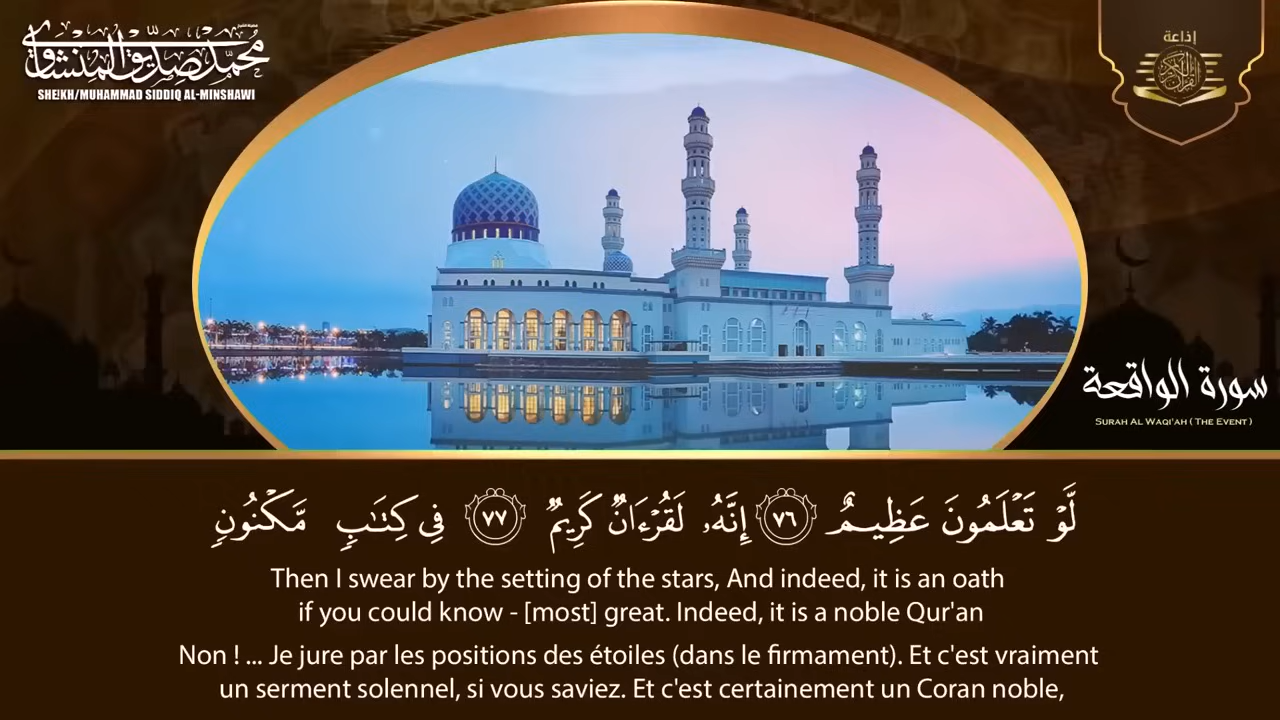 محمد صديق المنشاوي
SHEIKH/MUHAMMAD SIDDIQ AL-MINSHAWI
إذاعة
القرآن الكريم
سورة الواقعة
SURAH AL WAQI'AH ( THE EVENT )
لَّوْ تَعْلَمُونَ عَظِيمٌ ٧٦ إِنَّهُۥ لَقُرْءَانٌ كَرِيمٌ ٧٧ فِى كِتَٰبٍ مَّكْنُونٍ
Then I swear by the setting of the stars, And indeed, it is an oath
if you could know - [most] great. Indeed, it is a noble Qur'an
Non ! ... Je jure par les positions des étoiles (dans le firmament). Et c'est vraiment
un serment solennel, si vous saviez. Et c'est certainement un Coran noble,